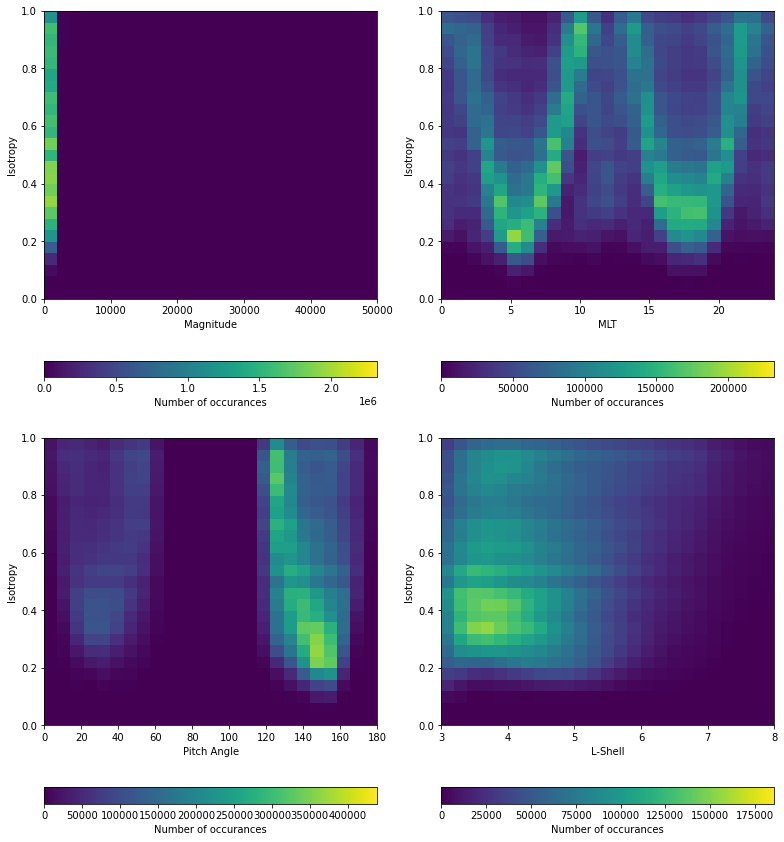 1.0
0.8
0.6
0.4
0.2
0.0
Isotropy
0 10000 20000 30000 40000 50000
Magnitude
0.0 0.5 1.0 1.5 2.0
1e6
Number of occurances
1.0
0.8
0.6
0.4
0.2
0.0
Isotropy
0 5 10 15 20
MLT
0 50000 100000 150000 200000
Number of occurances
1.0
0.8
0.6
0.4
0.2
0.0
Isotropy
0 20 40 60 80 100 120 140 160 180
Pitch Angle
0 50000 100000 150000 200000 250000 300000 350000 400000
Number of occurances
1.0
0.8
0.6
0.4
0.2
0.0
Isotropy
3 4 5 6 7 8
L-Shell
0 25000 50000 75000 100000 125000 150000 175000
Number of occurances